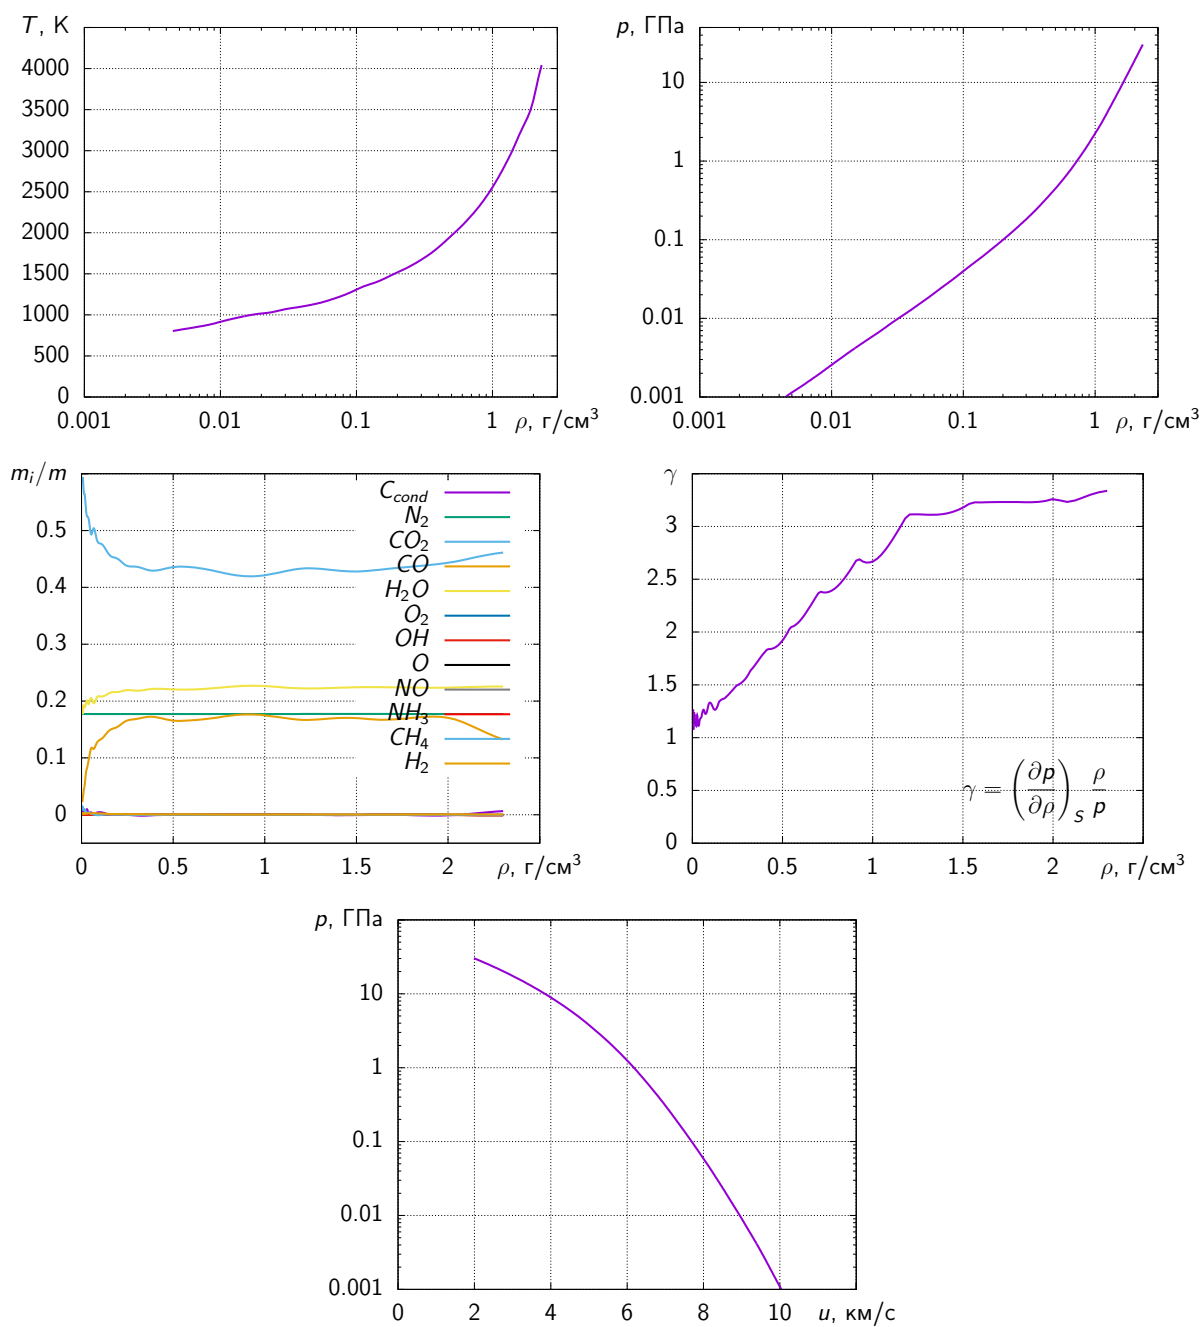 T, К
4000
3500
3000
2500
2000
1500
1000
500
0
0.001
0.01
0.1
1
ρ, г/см³
p, ГПа
10
1
0.1
0.01
0.001
0.001
0.01
0.1
1
ρ, г/см³
m_i/m
0.5
0.4
0.3
0.2
0.1
0
0
0.5
1
1.5
2
ρ, г/см³
C_cond
N₂
CO₂
CO
H₂O
O₂
OH
O
NO
NH₃
CH₄
H₂
γ
3
2.5
2
1.5
1
0.5
0
0
0.5
1
1.5
2
ρ, г/см³
γ = (∂p/∂ρ)_S ρ/p
p, ГПа
10
1
0.1
0.01
0.001
0
2
4
6
8
10
u, км/с